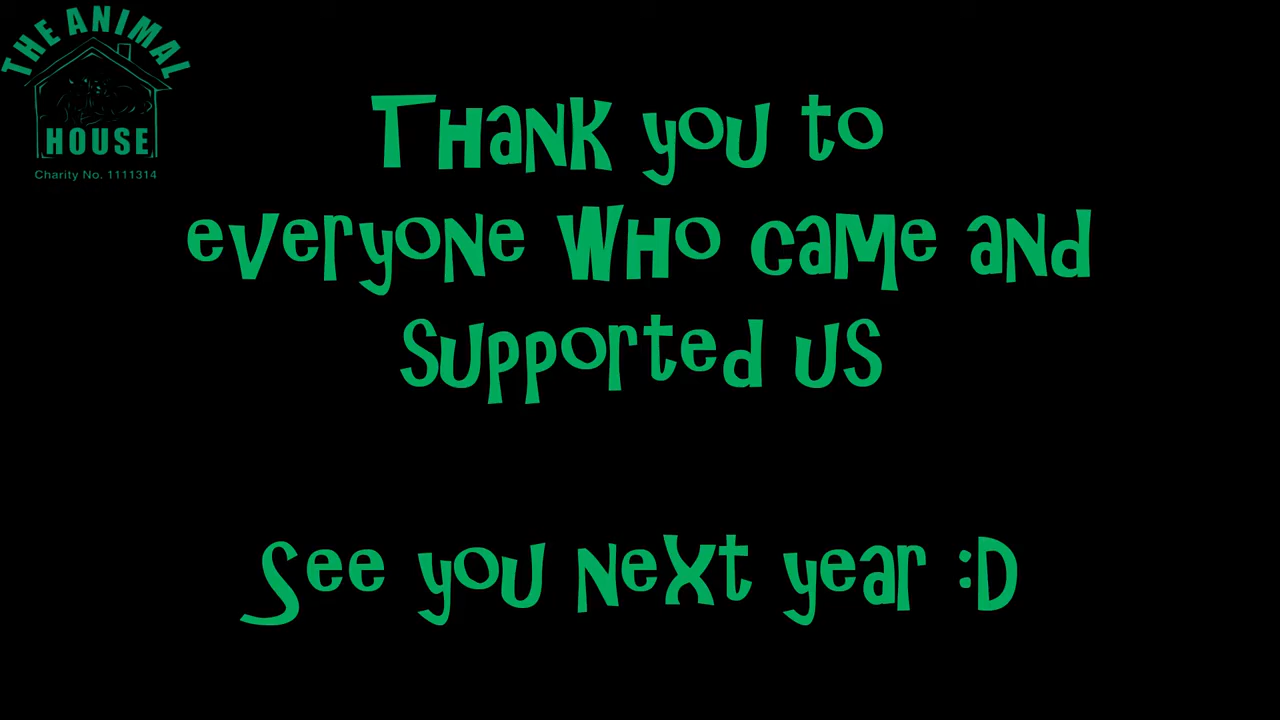 THE ANIMAL
HOUSE
Charity No. 1111314
Thank you to
everyone who came and
supported us
See you next year :D